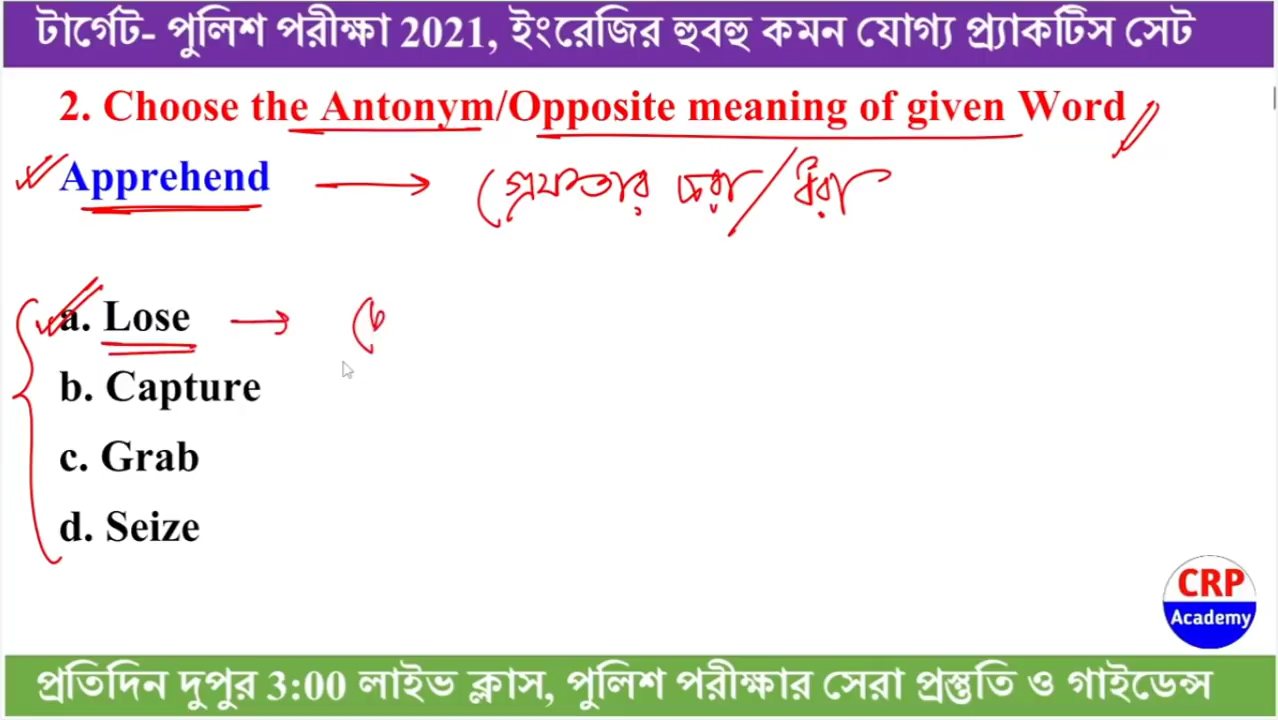 টার্গেট- পুলিশ পরীক্ষা 2021, ইংরেজির হুবহু কমন যোগ্য প্র্যাকটিস সেট
2. Choose the Antonym/Opposite meaning of given Word
Apprehend → গ্রেফতার করা / ধরা
a. Lose →
b. Capture
c. Grab
d. Seize
CRP
Academy
প্রতিদিন দুপুর 3:00 লাইভ ক্লাস, পুলিশ পরীক্ষার সেরা প্রস্তুতি ও গাইডেন্স